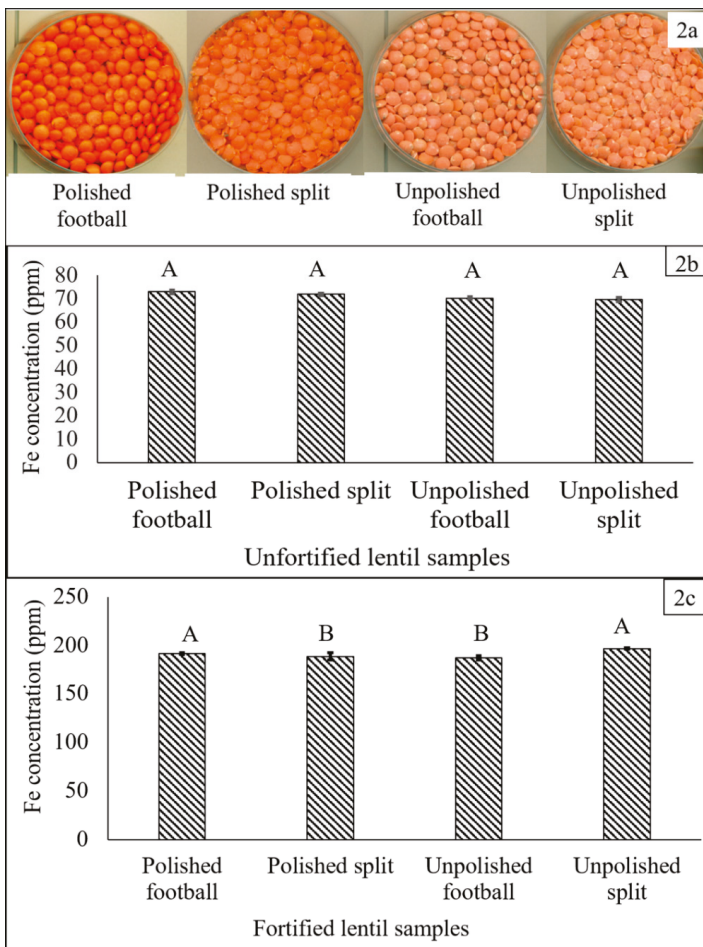 2a
Polished
football
Polished split
Unpolished
football
Unpolished
split
2b
Fe concentration (ppm)
80
70
60
50
40
30
20
10
0
A
A
A
A
Polished
football
Polished split
Unpolished
football
Unpolished
split
Unfortified lentil samples
2c
Fe concentration (ppm)
250
200
150
100
50
0
A
B
B
A
Polished
football
Polished split
Unpolished
football
Unpolished
split
Fortified lentil samples